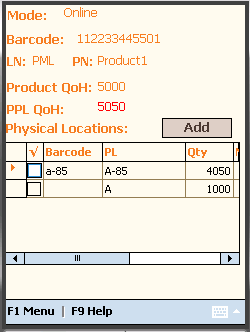 Mode: Online
Barcode: 112233445501
LN: PML PN: Product1
Product QoH: 5000
PPL QoH: 5050
Physical Locations: Add
√ Barcode PL Qty
a-85 A-85 4050
A 1000
F1 Menu | F9 Help